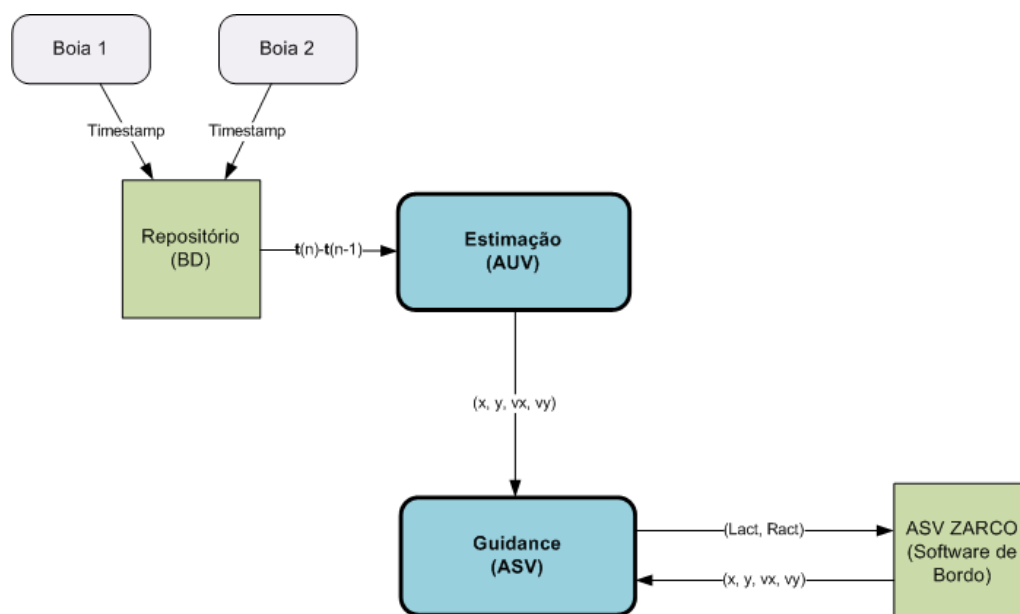 Boia 1
Boia 2
Timestamp
Timestamp
Repositório
(BD)
t(n)-t(n-1)
Estimação
(AUV)
(x, y, vx, vy)
Guidance
(ASV)
(Lact, Ract)
(x, y, vx, vy)
ASV ZARCO
(Software de
Bordo)